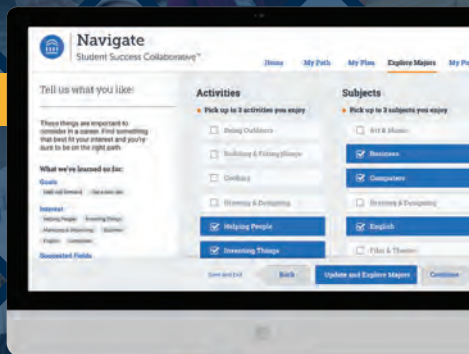 Navigate
Student Success Collaborative™
Home My Path My Plan Explore Majors My
Tell us what you like:
These things are important to
consider in a career. Find something
that best fit your interest and you're
sure to be on the right path.
What we've learned so far:
Goals
Interest
Helping People Inventing Things
Business
English Computers
Suggested Fields
Activities
Pick up to 3 activities you enjoy
Being Outdoors
Building & Fixing Things
Cooking
Drawing & Designing
Helping People
Inventing Things
Subjects
Pick up to 3 subjects you enjoy
Art & Music
Business
Computers
Drawing & Designing
English
Film & Theater
Save and Exit Back Update and Explore Majors Continue